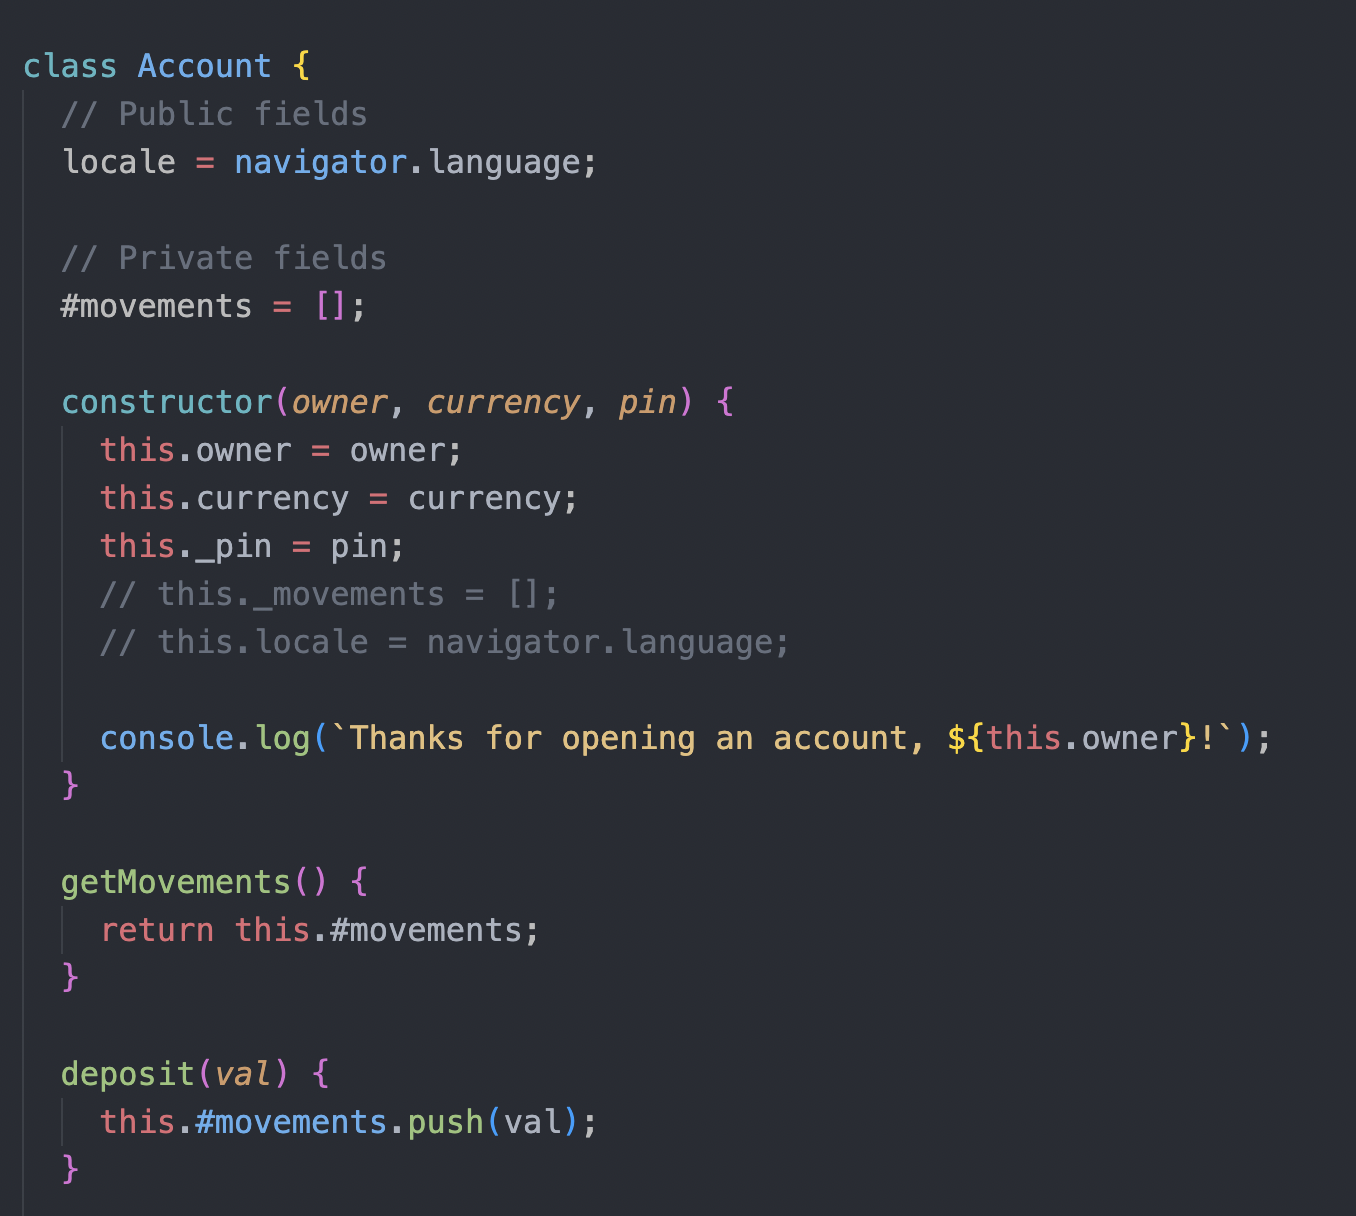 class Account {
  // Public fields
  locale = navigator.language;

  // Private fields
  #movements = [];

  constructor(owner, currency, pin) {
    this.owner = owner;
    this.currency = currency;
    this._pin = pin;
    // this._movements = [];
    // this.locale = navigator.language;

    console.log(`Thanks for opening an account, ${this.owner}!`);
  }

  getMovements() {
    return this.#movements;
  }

  deposit(val) {
    this.#movements.push(val);
  }